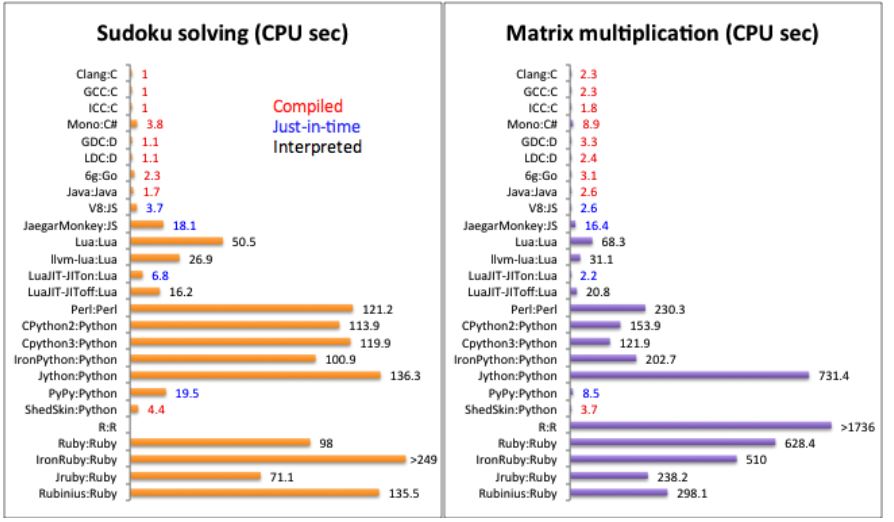 Sudoku solving (CPU sec)
Clang:C 1
GCC:C 1
ICC:C 1
Mono:C# 3.8
GDC:D 1.1
LDC:D 1.1
6g:Go 2.3
Java:Java 1.7
V8:JS 3.7
JaegarMonkey:JS 18.1
Lua:Lua 50.5
llvm-lua:Lua 26.9
LuaJIT-JITon:Lua 6.8
LuaJIT-JIToff:Lua 16.2
Perl:Perl 121.2
CPython2:Python 113.9
Cpython3:Python 119.9
IronPython:Python 100.9
Jython:Python 136.3
PyPy:Python 19.5
ShedSkin:Python 4.4
R:R
Ruby:Ruby 98
IronRuby:Ruby >249
Jruby:Ruby 71.1
Rubinius:Ruby 135.5
Compiled
Just-in-time
Interpreted
Matrix multiplication (CPU sec)
Clang:C 2.3
GCC:C 2.3
ICC:C 1.8
Mono:C# 8.9
GDC:D 3.3
LDC:D 2.4
6g:Go 3.1
Java:Java 2.6
V8:JS 2.6
JaegarMonkey:JS 16.4
Lua:Lua 68.3
llvm-lua:Lua 31.1
LuaJIT-JITon:Lua 2.2
LuaJIT-JIToff:Lua 20.8
Perl:Perl 230.3
CPython2:Python 153.9
Cpython3:Python 121.9
IronPython:Python 202.7
Jython:Python 731.4
PyPy:Python 8.5
ShedSkin:Python 3.7
R:R >1736
Ruby:Ruby 628.4
IronRuby:Ruby 510
Jruby:Ruby 238.2
Rubinius:Ruby 298.1